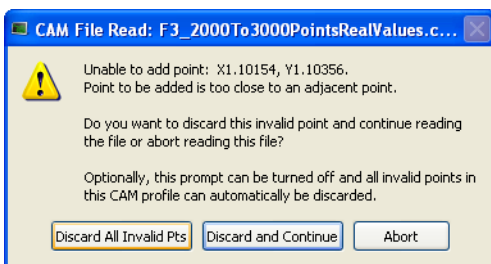 CAM File Read: F3_2000To3000PointsRealValues.c...
Unable to add point: X1.10154, Y1.10356.
Point to be added is too close to an adjacent point.
Do you want to discard this invalid point and continue reading
the file or abort reading this file?
Optionally, this prompt can be turned off and all invalid points in
this CAM profile can automatically be discarded.
Discard All Invalid Pts Discard and Continue Abort